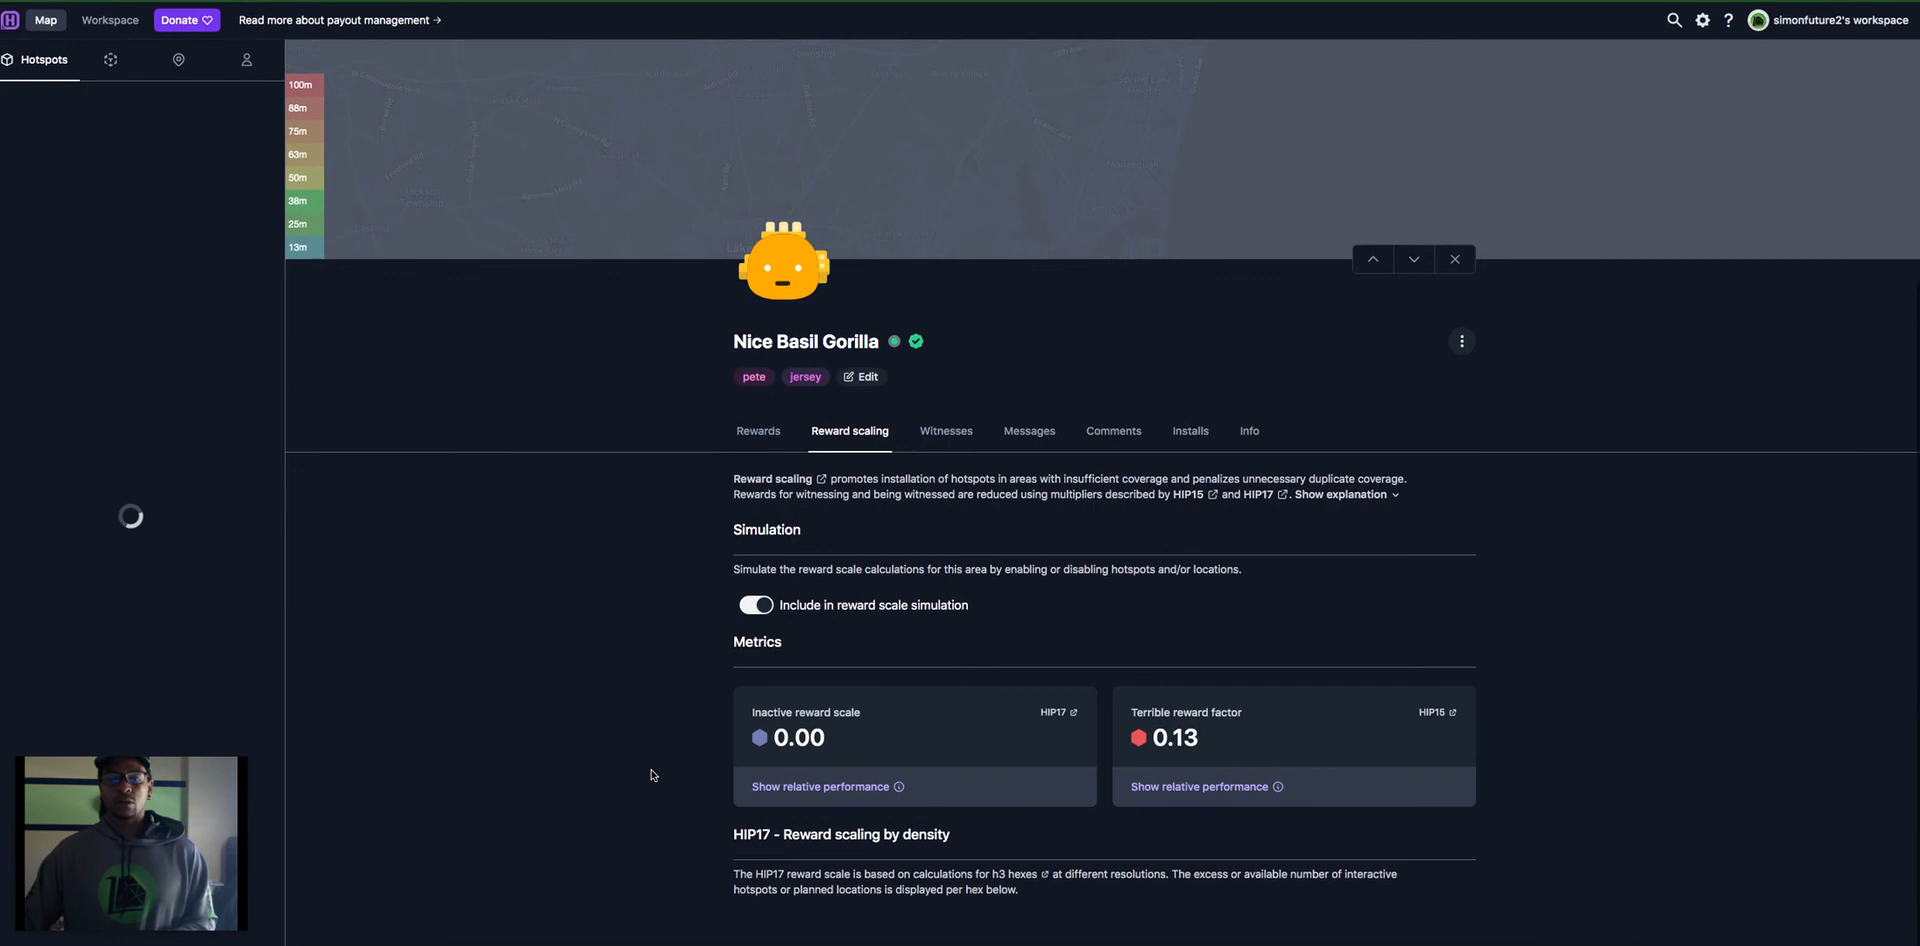 Map
Workspace
Donate
Read more about payout management →
simonfuture2's workspace
Hotspots
100m
88m
75m
63m
50m
38m
25m
13m
Nice Basil Gorilla
pete
jersey
Edit
Rewards
Reward scaling
Witnesses
Messages
Comments
Installs
Info
Reward scaling promotes installation of hotspots in areas with insufficient coverage and penalizes unnecessary duplicate coverage.
Rewards for witnessing and being witnessed are reduced using multipliers described by HIP15 and HIP17. Show explanation
Simulation
Simulate the reward scale calculations for this area by enabling or disabling hotspots and/or locations.
Include in reward scale simulation
Metrics
Inactive reward scale
HIP17
0.00
Show relative performance
Terrible reward factor
HIP15
0.13
Show relative performance
HIP17 - Reward scaling by density
The HIP17 reward scale is based on calculations for h3 hexes at different resolutions. The excess or available number of interactive
hotspots or planned locations is displayed per hex below.